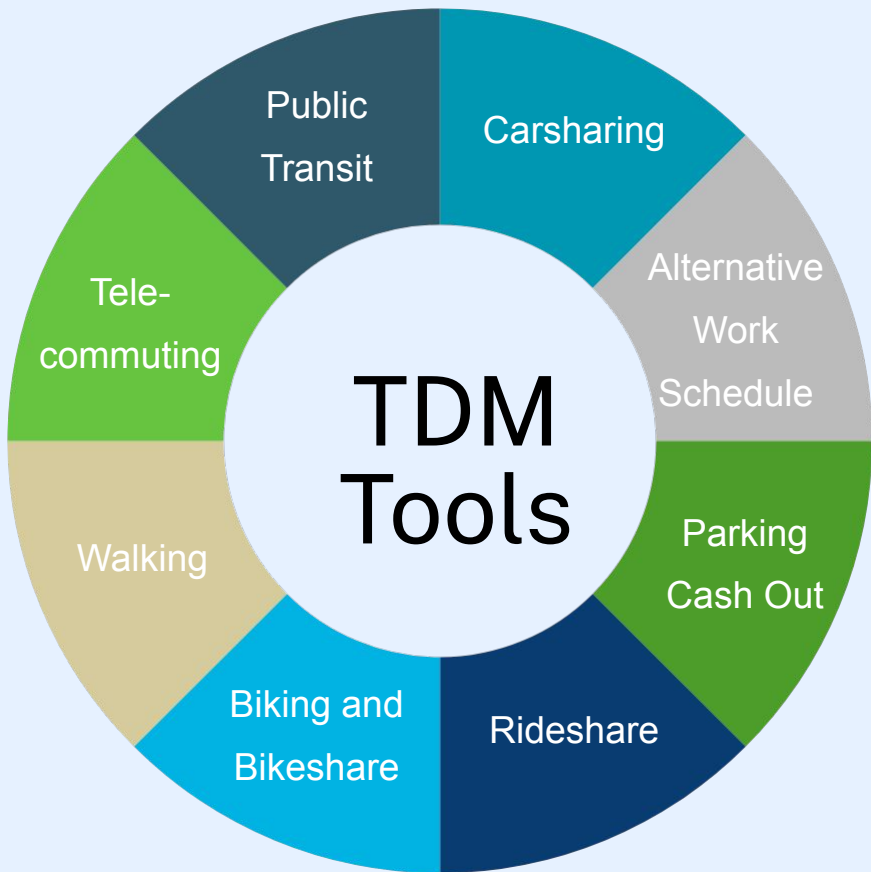 Public
Transit
Carsharing
Alternative
Work
Schedule
Parking
Cash Out
Rideshare
Biking and
Bikeshare
Walking
Tele-
commuting
TDM
Tools